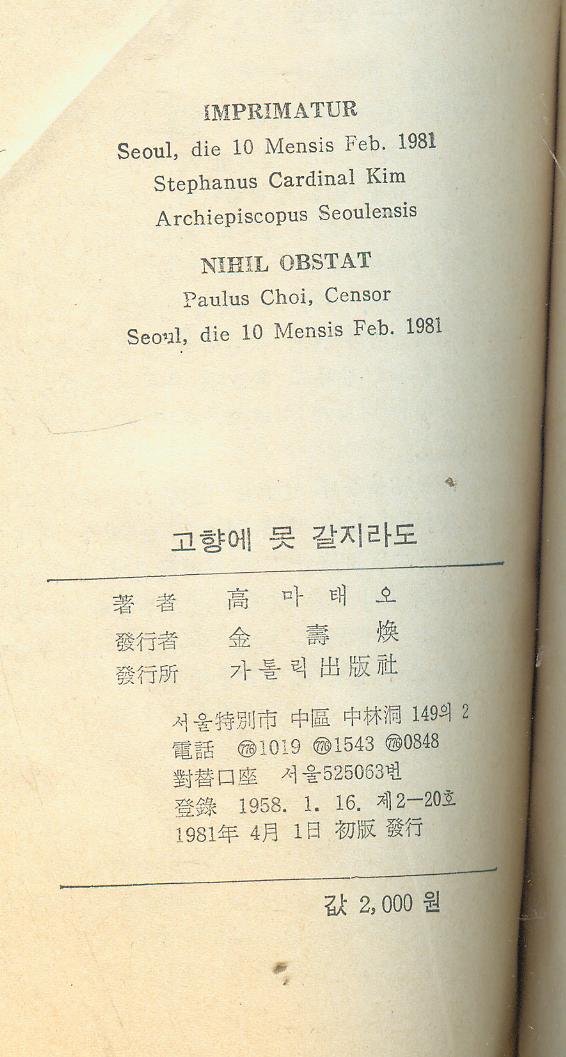 IMPRIMATUR
Seoul, die 10 Mensis Feb. 1981
Stephanus Cardinal Kim
Archiepiscopus Seoulensis
NIHIL OBSTAT
Paulus Choi, Censor
Seoul, die 10 Mensis Feb. 1981
고향에 못 갈지라도
著 者 高 마 태 오
發行者 金 壽 煥
發行所 가톨릭出版社
서울特別市 中區 中林洞 149의 2
電話 (776)1019 (776)1543 (776)0848
對替口座 서울525063번
登錄 1958. 1. 16. 제2—20호
1981年 4月 1日 初版 發行
값 2,000 원